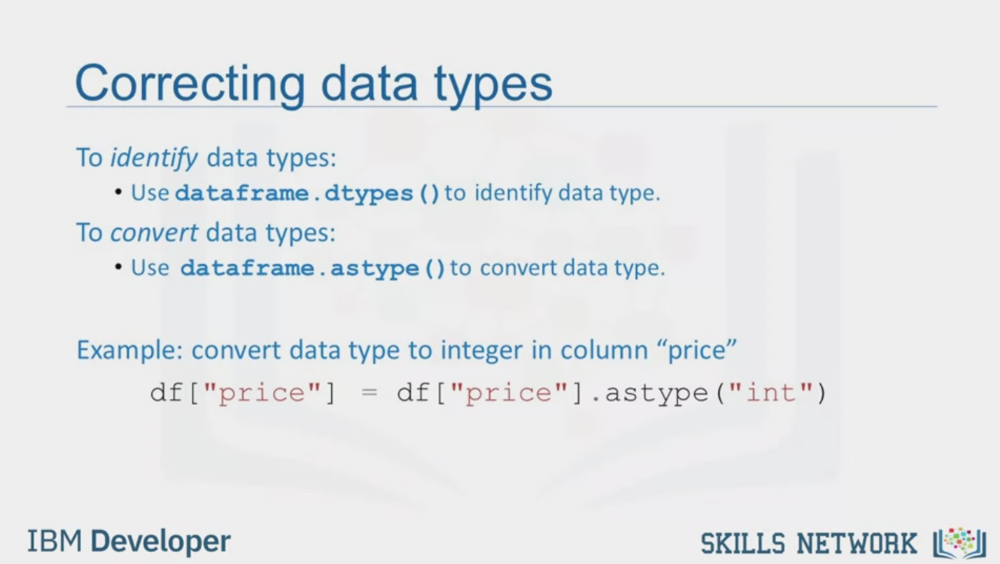 Correcting data types
To identify data types:
• Use dataframe.dtypes() to identify data type.
To convert data types:
• Use dataframe.astype() to convert data type.
Example: convert data type to integer in column “price”
df["price"] = df["price"].astype("int")
IBM Developer
SKILLS NETWORK